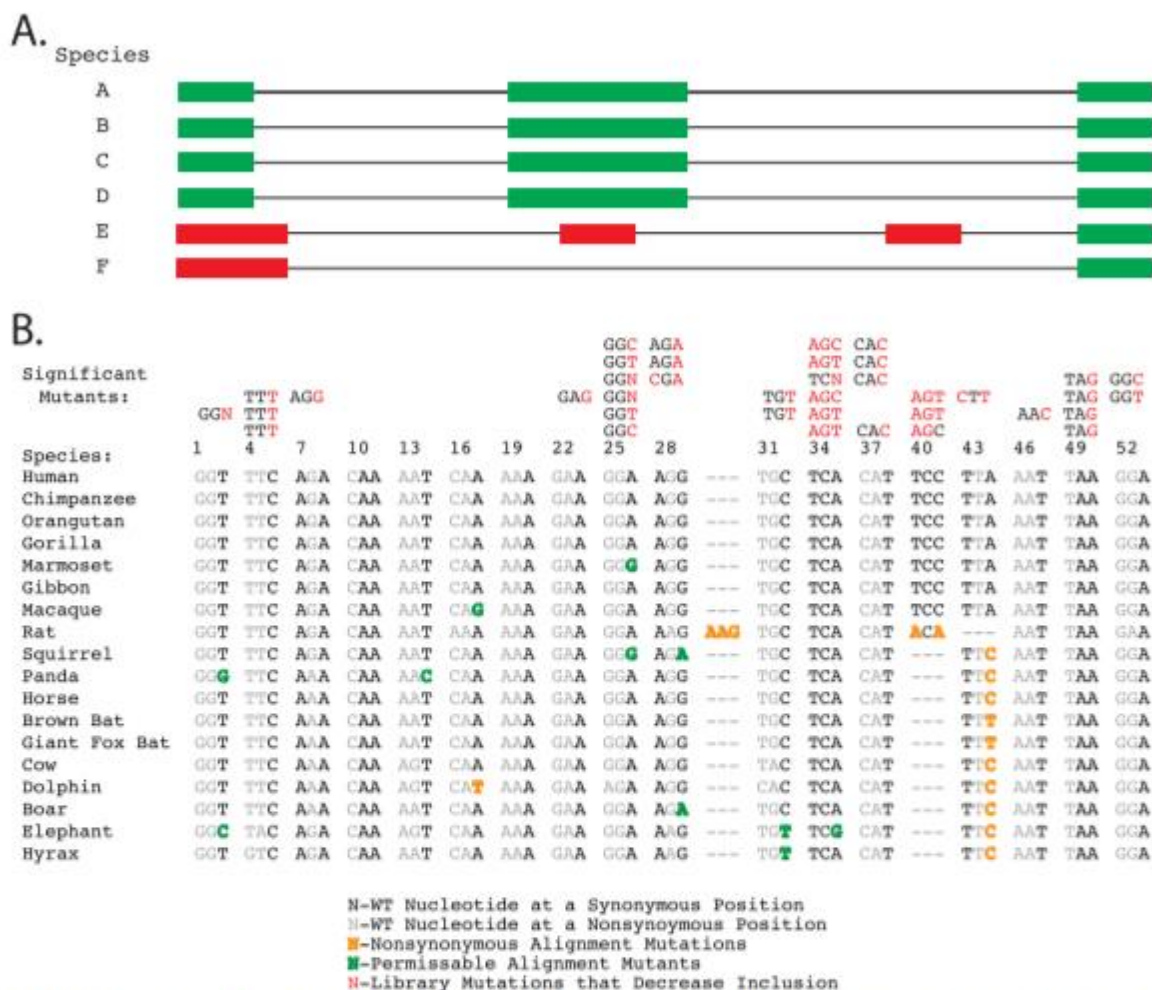 A.
Species
A
B
C
D
E
F
B.
GGC AGA AGC CAC
GGT AGA AGT CAC
Significant GGN CGA TCN CAC TAG GGC
Mutants: TTT AGG GAG GGN TGT AGC AGT CTT TAG GGT
GGN TTT GGT TGT AGT AGT AAC TAG
TTT GGC AGT CAC AGC TAG
Species: 1 4 7 10 13 16 19 22 25 28 31 34 37 40 43 46 49 52
Human GGT TTC AGA CAA AAT CAA AAA GAA GGA AGG --- TGC TCA CAT TCC TTA AAT TAA GGA
Chimpanzee GGT TTC AGA CAA AAT CAA AAA GAA GGA AGG --- TGC TCA CAT TCC TTA AAT TAA GGA
Orangutan GGT TTC AGA CAA AAT CAA AAA GAA GGA AGG --- TGC TCA CAT TCC TTA AAT TAA GGA
Gorilla GGT TTC AGA CAA AAT CAA AAA GAA GGA AGG --- TGC TCA CAT TCC TTA AAT TAA GGA
Marmoset GGT TTC AGA CAA AAT CAA AAA GAA GGG AGG --- TGC TCA CAT TCC TTA AAT TAA GGA
Gibbon GGT TTC AGA CAA AAT CAA AAA GAA GGA AGG --- TGC TCA CAT TCC TTA AAT TAA GGA
Macaque GGT TTC AGA CAA AAT CAG AAA GAA GGA AGG --- TGC TCA CAT TCC TTA AAT TAA GGA
Rat GGT TTC AGA CAA AAT AAA AAA GAA GGA AAG AAG TGC TCA CAT ACA --- AAT TAA GAA
Squirrel GGT TTC AGA CAA AAT CAA AAA GAA GGG AGA --- TGC TCA CAT --- TTC AAT TAA GGA
Panda GGG TTC AAA CAA AAC CAA AAA GAA GGA AGG --- TGC TCA CAT --- TTC AAT TAA GGA
Horse GGT TTC AAA CAA AAT CAA AAA GAA GGA AGG --- TGC TCA CAT --- TTC AAT TAA GGA
Brown Bat GGT TTC AAA CAA AAT CAA AAA GAA GGA AGG --- TGC TCA CAT --- TTT AAT TAA GGA
Giant Fox Bat GGT TTC AAA CAA AAT CAA AAA GAA GGA AGG --- TGC TCA CAT --- TTT AAT TAA GGA
Cow GGT TTC AAA CAA AGT CAA AAA GAA GGA AGG --- TAC TCA CAT --- TTC AAT TAA GGA
Dolphin GGT TTC AAA CAA AGT CAT AAA AGA GGA AGG --- CAC TCA CAT --- TTC AAT TAA GGA
Boar GGT TTC AAA CAA AAT CAA AAA GAA GGA AGA --- TGC TCA CAT --- TTC AAT TAA GGA
Elephant GGC TAC AGA CAA AGT CAA AAA GAA GGA AAG --- TGT TCG CAT --- TTC AAT TAA GGA
Hyrax GGT GTC AGA CAA AAT CAA AAA GAA GGA AAG --- TGT TCA CAT --- TTC AAT TAA GGA
N-WT Nucleotide at a Synonymous Position
N-WT Nucleotide at a Nonsynoymous Position
N-Nonsynonymous Alignment Mutations
N-Permissable Alignment Mutants
N-Library Mutations that Decrease Inclusion